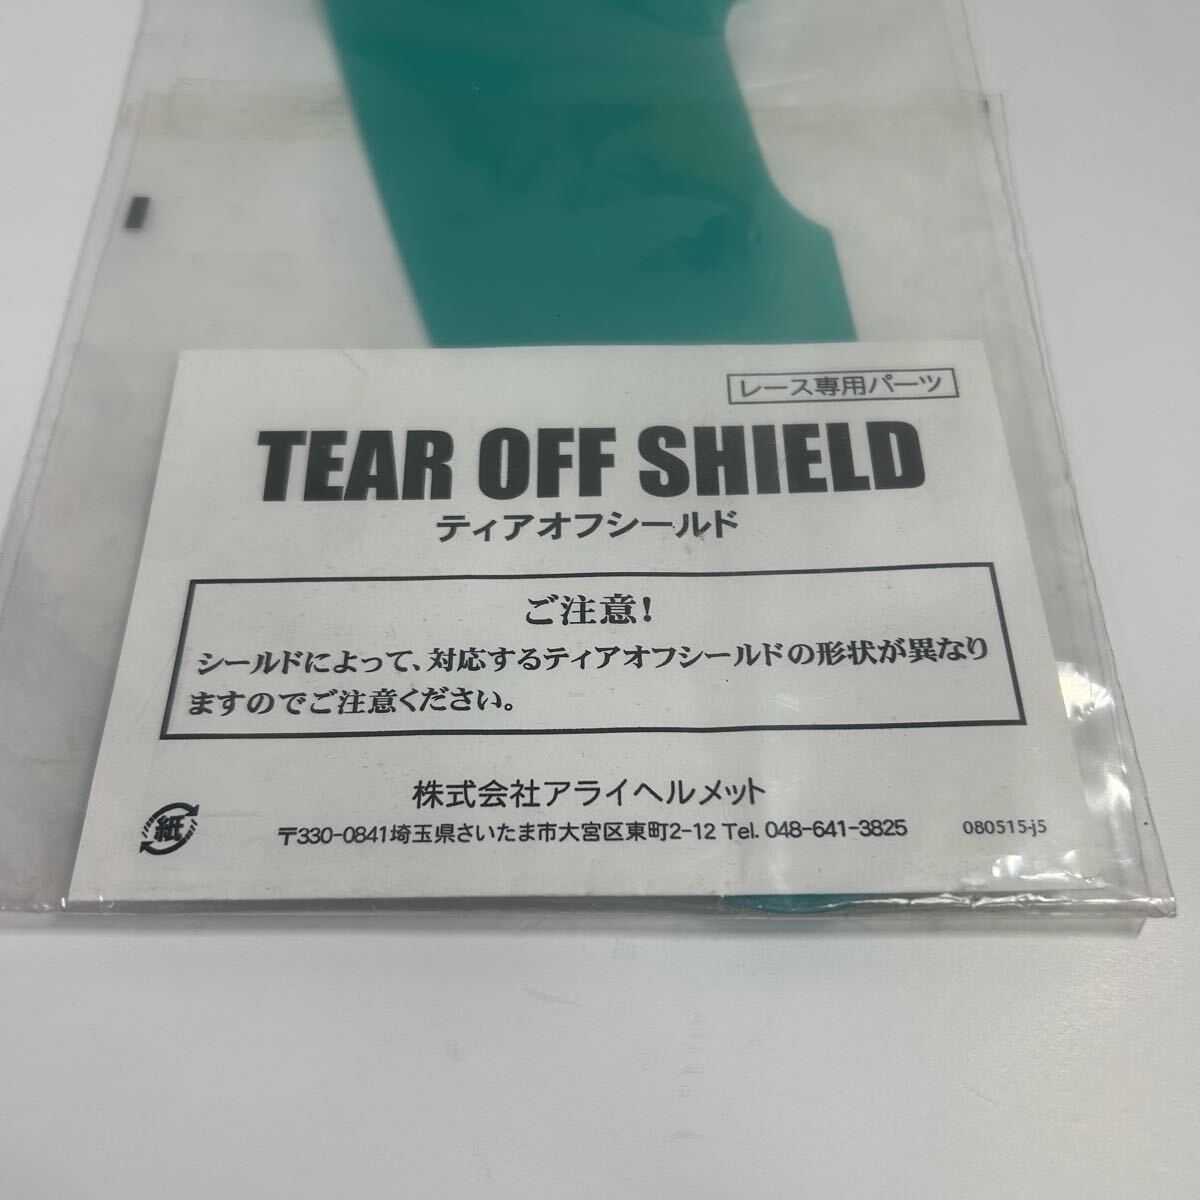 レース専用パーツ
TEAR OFF SHIELD
ティアオフシールド
ご注意!
シールドによって、対応するティアオフシールドの形状が異なり
ますのでご注意ください。
株式会社アライヘルメット
紙
〒330-0841埼玉県さいたま市大宮区東町2-12 Tel. 048-641-3825
080515-j5